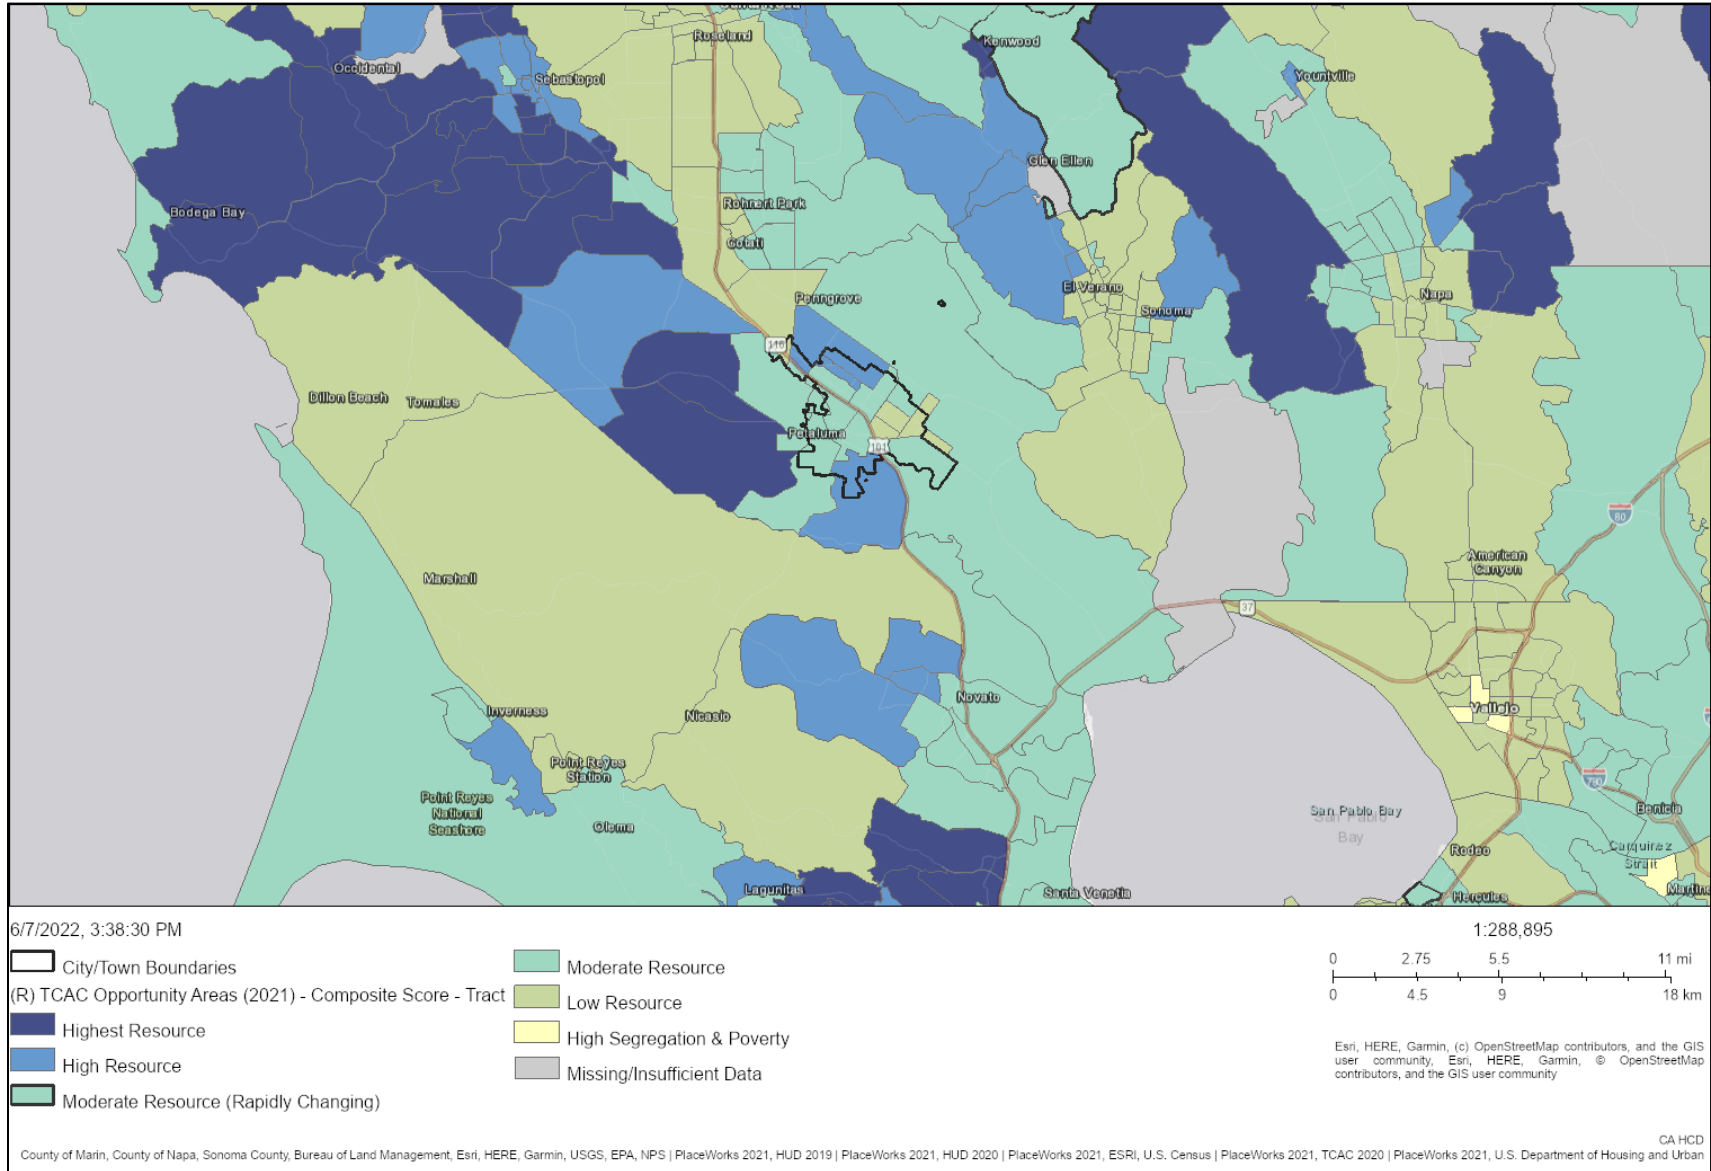 Roseland
Kenwood
Occidental
Sebastopol
Yountville
Glen Ellen
Rohnert Park
Bodega Bay
Cotati
El Verano
Penngrove
Napa
Sonoma
116
Dillon Beach
Tomales
Petaluma
101
80
American
Canyon
Marshall
37
Novato
Vallejo
Inverness
Nicasio
Point Reyes
Station
780
Point Reyes
National
Seashore
San Pablo Bay
San Pablo
Bay
Benicia
Olema
Carquinez
Strait
Rodeo
Lagunitas
Santa Venetia
Hercules
6/7/2022, 3:38:30 PM
City/Town Boundaries
(R) TCAC Opportunity Areas (2021) - Composite Score - Tract
Highest Resource
High Resource
Moderate Resource (Rapidly Changing)
Moderate Resource
Low Resource
High Segregation & Poverty
Missing/Insufficient Data
1:288,895
0 2.75 5.5 11 mi
0 4.5 9 18 km
Esri, HERE, Garmin, (c) OpenStreetMap contributors, and the GIS
user community, Esri, HERE, Garmin, © OpenStreetMap
contributors, and the GIS user community
CA HCD
County of Marin, County of Napa, Sonoma County, Bureau of Land Management, Esri, HERE, Garmin, USGS, EPA, NPS | PlaceWorks 2021, HUD 2019 | PlaceWorks 2021, HUD 2020 | PlaceWorks 2021, ESRI, U.S. Census | PlaceWorks 2021, TCAC 2020 | PlaceWorks 2021, U.S. Department of Housing and Urban